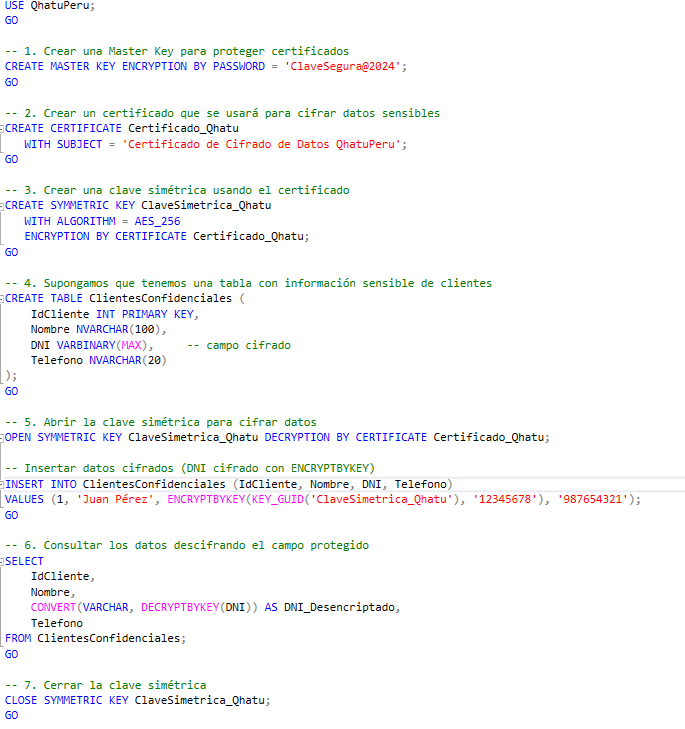 USE QhatuPeru;
GO
-- 1. Crear una Master Key para proteger certificados
CREATE MASTER KEY ENCRYPTION BY PASSWORD = 'ClaveSegura@2024';
GO
-- 2. Crear un certificado que se usará para cifrar datos sensibles
CREATE CERTIFICATE Certificado_Qhatu
WITH SUBJECT = 'Certificado de Cifrado de Datos QhatuPeru';
GO
-- 3. Crear una clave simétrica usando el certificado
CREATE SYMMETRIC KEY ClaveSimetrica_Qhatu
WITH ALGORITHM = AES_256
ENCRYPTION BY CERTIFICATE Certificado_Qhatu;
GO
-- 4. Supongamos que tenemos una tabla con información sensible de clientes
CREATE TABLE ClientesConfidenciales (
IdCliente INT PRIMARY KEY,
Nombre NVARCHAR(100),
DNI VARBINARY(MAX),     -- campo cifrado
Telefono NVARCHAR(20)
);
GO
-- 5. Abrir la clave simétrica para cifrar datos
OPEN SYMMETRIC KEY ClaveSimetrica_Qhatu DECRYPTION BY CERTIFICATE Certificado_Qhatu;
-- Insertar datos cifrados (DNI cifrado con ENCRYPTBYKEY)
INSERT INTO ClientesConfidenciales (IdCliente, Nombre, DNI, Telefono)
VALUES (1, 'Juan Pérez', ENCRYPTBYKEY(KEY_GUID('ClaveSimetrica_Qhatu'), '12345678'), '987654321');
GO
-- 6. Consultar los datos descifrando el campo protegido
SELECT
IdCliente,
Nombre,
CONVERT(VARCHAR, DECRYPTBYKEY(DNI)) AS DNI_Desencriptado,
Telefono
FROM ClientesConfidenciales;
GO
-- 7. Cerrar la clave simétrica
CLOSE SYMMETRIC KEY ClaveSimetrica_Qhatu;
GO